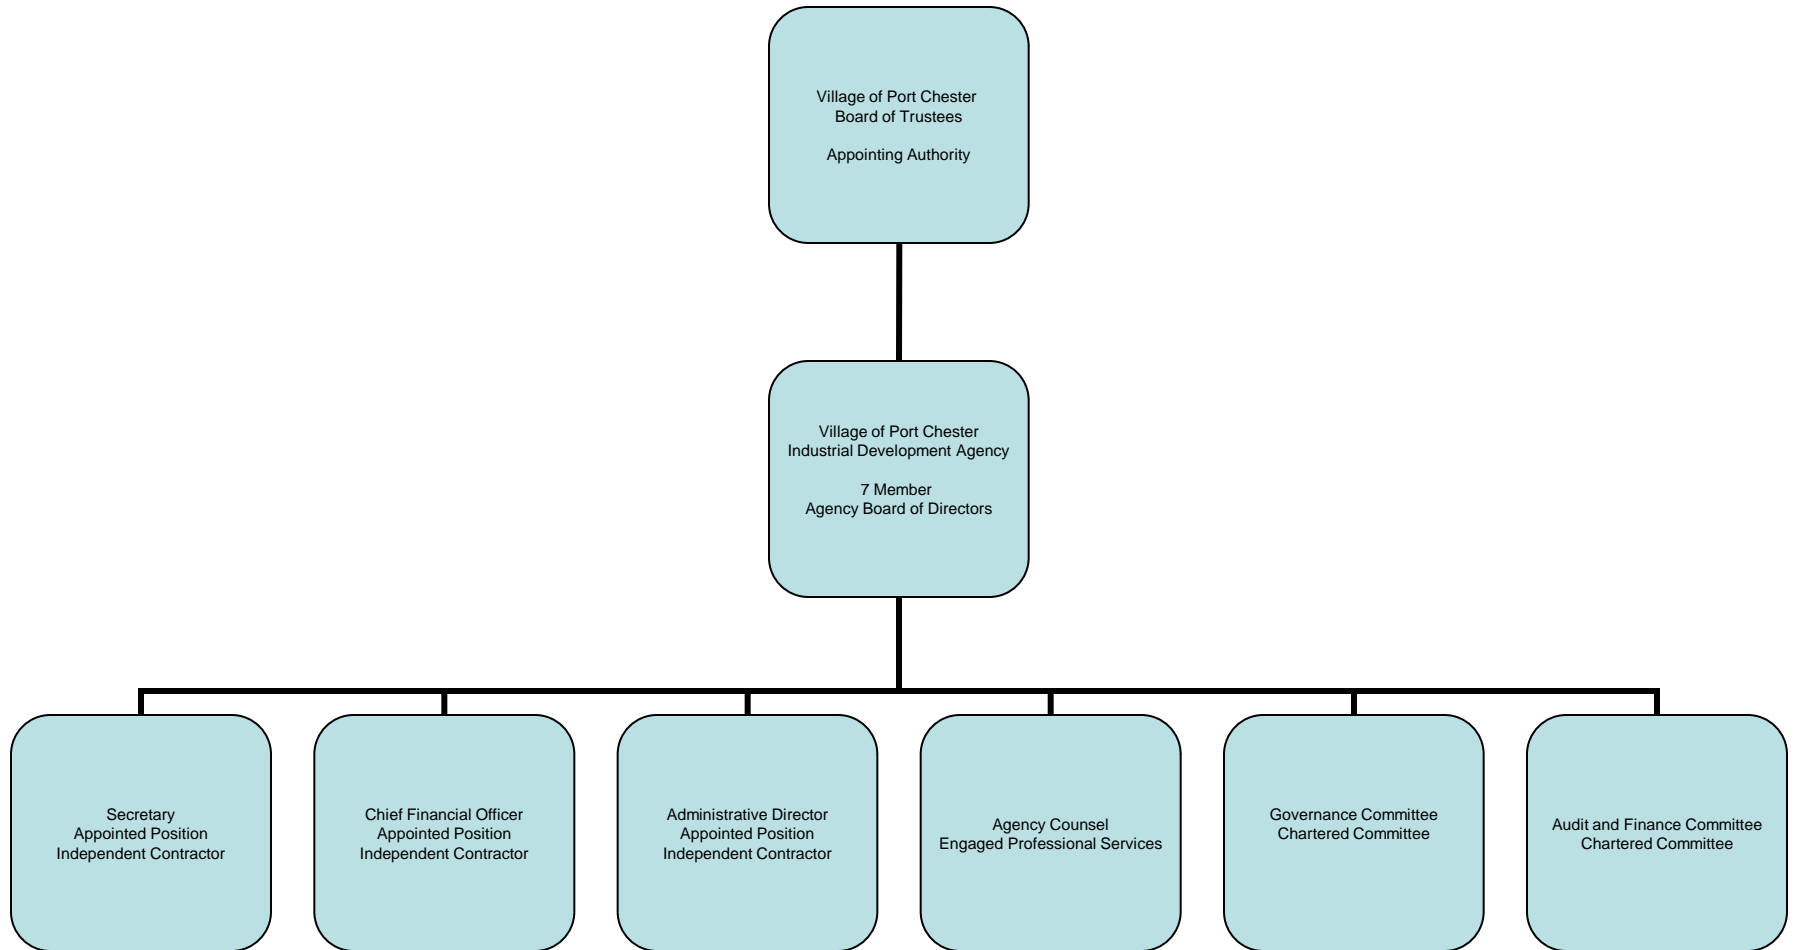 Village of Port Chester
Board of Trustees
Appointing Authority
Village of Port Chester
Industrial Development Agency
7 Member
Agency Board of Directors
Secretary
Appointed Position
Independent Contractor
Chief Financial Officer
Appointed Position
Independent Contractor
Administrative Director
Appointed Position
Independent Contractor
Agency Counsel
Engaged Professional Services
Governance Committee
Chartered Committee
Audit and Finance Committee
Chartered Committee